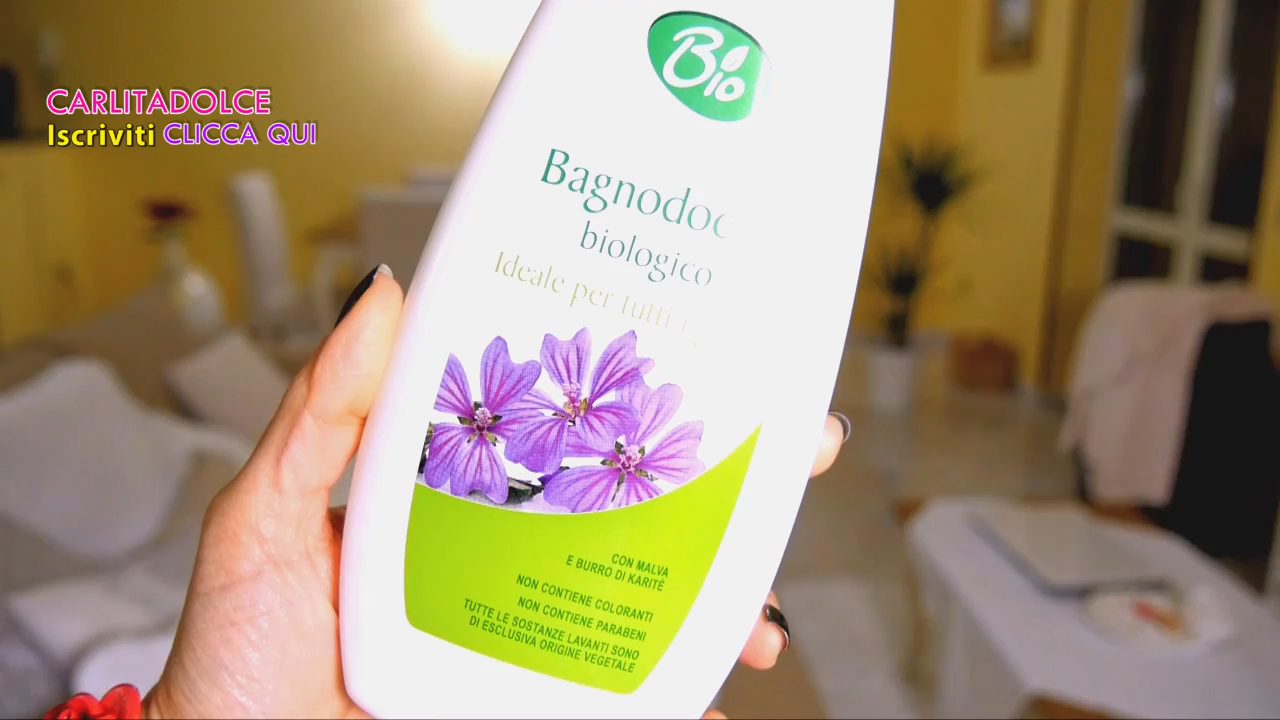 CARLITADOLCE
Iscriviti CLICCA QUI
Bio
Bagnodoc
biologico
Ideale per tutti
CON MALVA
E BURRO DI KARITÈ
NON CONTIENE COLORANTI
NON CONTIENE PARABENI
TUTTE LE SOSTANZE LAVANTI SONO
DI ESCLUSIVA ORIGINE VEGETALE